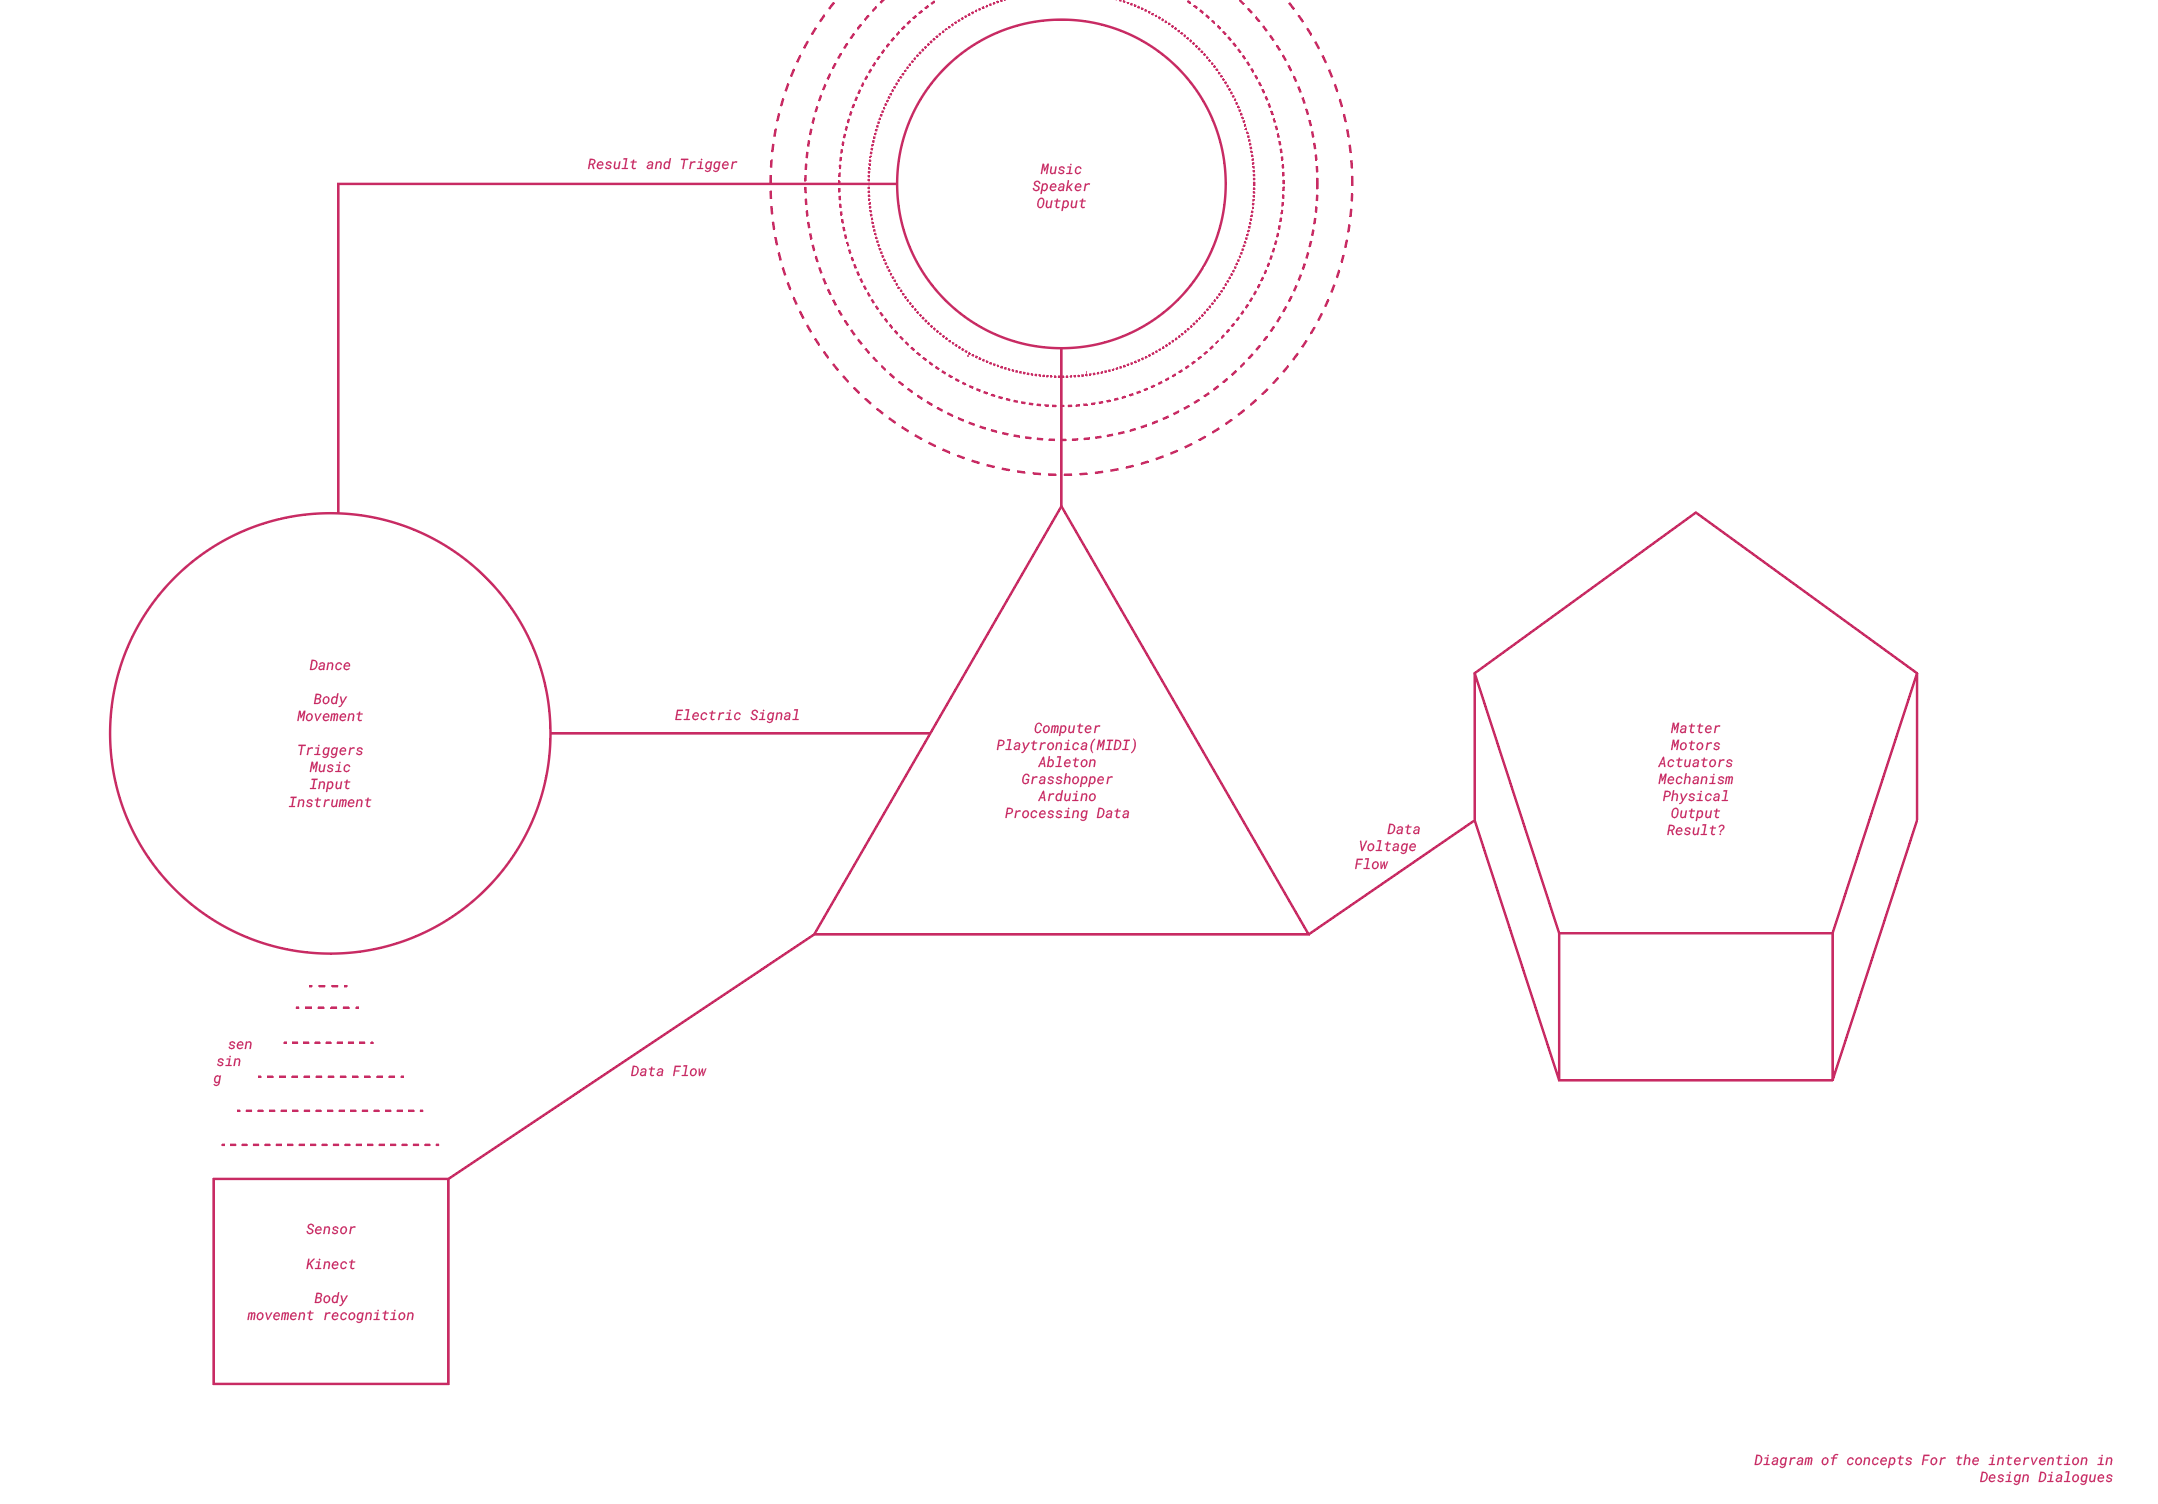 Result and Trigger
Music
Speaker
Output
Dance
Body
Movement
Triggers
Music
Input
Instrument
Electric Signal
Computer
Playtronica(MIDI)
Ableton
Grasshopper
Arduino
Processing Data
Data
Voltage
Flow
Matter
Motors
Actuators
Mechanism
Physical
Output
Result?
sen
sin
g
Data Flow
Sensor
Kinect
Body
movement recognition
Diagram of concepts For the intervention in
Design Dialogues